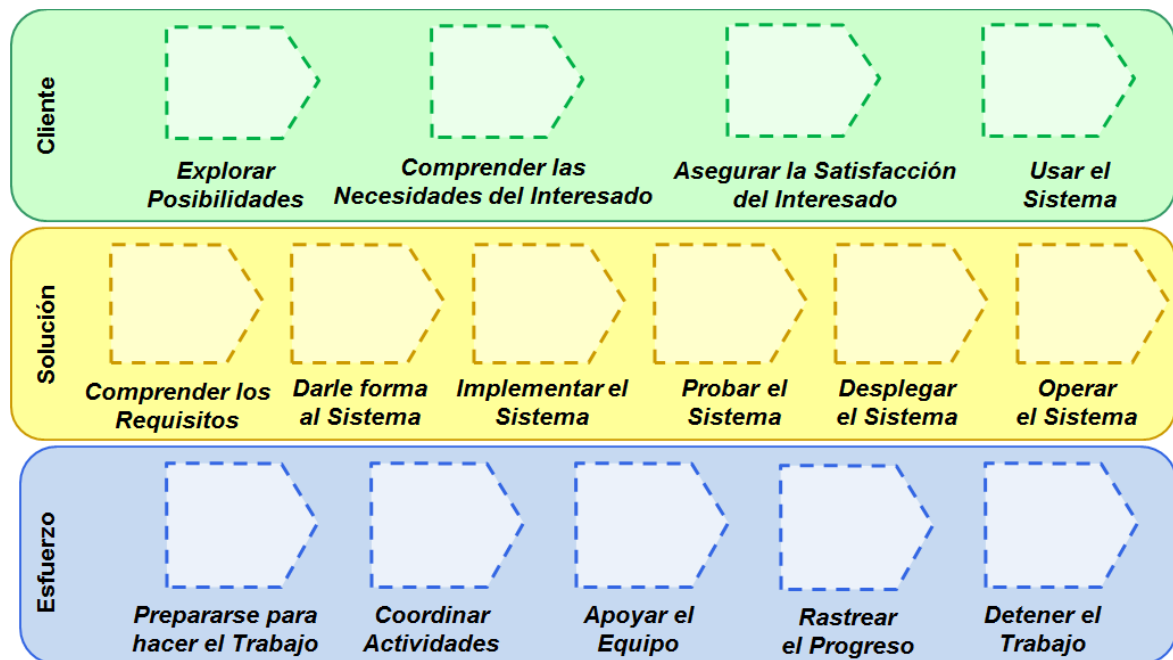 Cliente
Explorar
Posibilidades
Comprender las
Necesidades del Interesado
Asegurar la Satisfacción
del Interesado
Usar el
Sistema
Solución
Comprender los
Requisitos
Darle forma
al Sistema
Implementar el
Sistema
Probar el
Sistema
Desplegar
el Sistema
Operar
el Sistema
Esfuerzo
Prepararse para
hacer el Trabajo
Coordinar
Actividades
Apoyar el
Equipo
Rastrear
el Progreso
Detener el
Trabajo